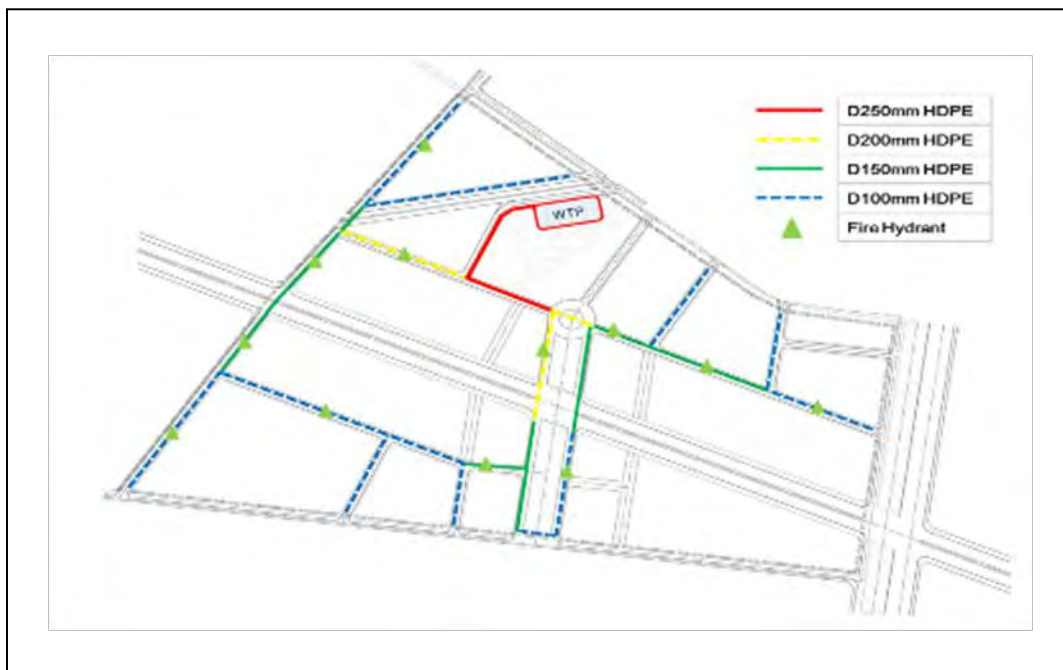 D250mm HDPE
D200mm HDPE
D150mm HDPE
D100mm HDPE
Fire Hydrant
WTP